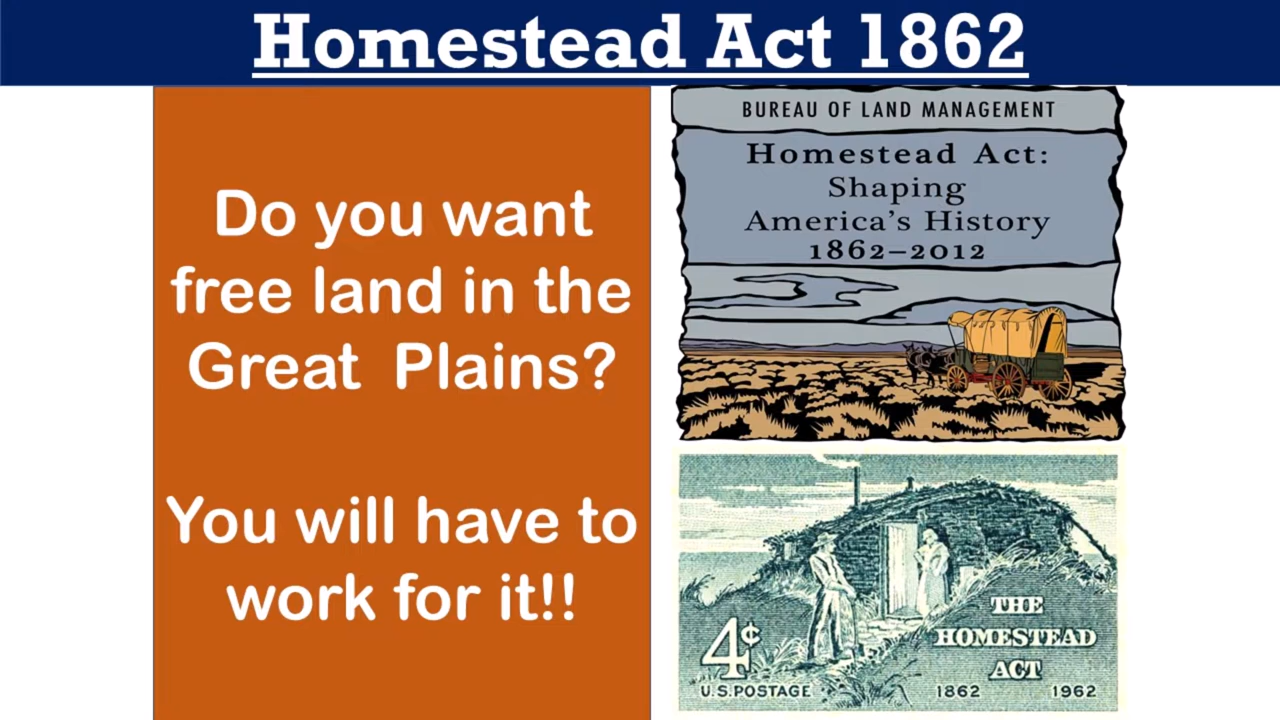 Homestead Act 1862
Do you want
free land in the
Great Plains?
You will have to
work for it!!
BUREAU OF LAND MANAGEMENT
Homestead Act:
Shaping
America's History
1862–2012
THE
HOMESTEAD
ACT
4¢
U.S.POSTAGE
1862 1962